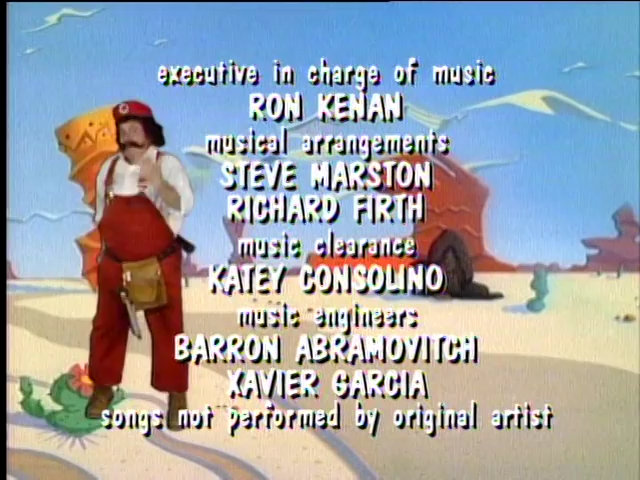 executive in charge of music
RON KENAN
musical arrangements
STEVE MARSTON
RICHARD FIRTH
music clearance
KATEY CONSOLINO
music engineers
BARRON ABRAMOVITCH
XAVIER GARCIA
songs not performed by original artist